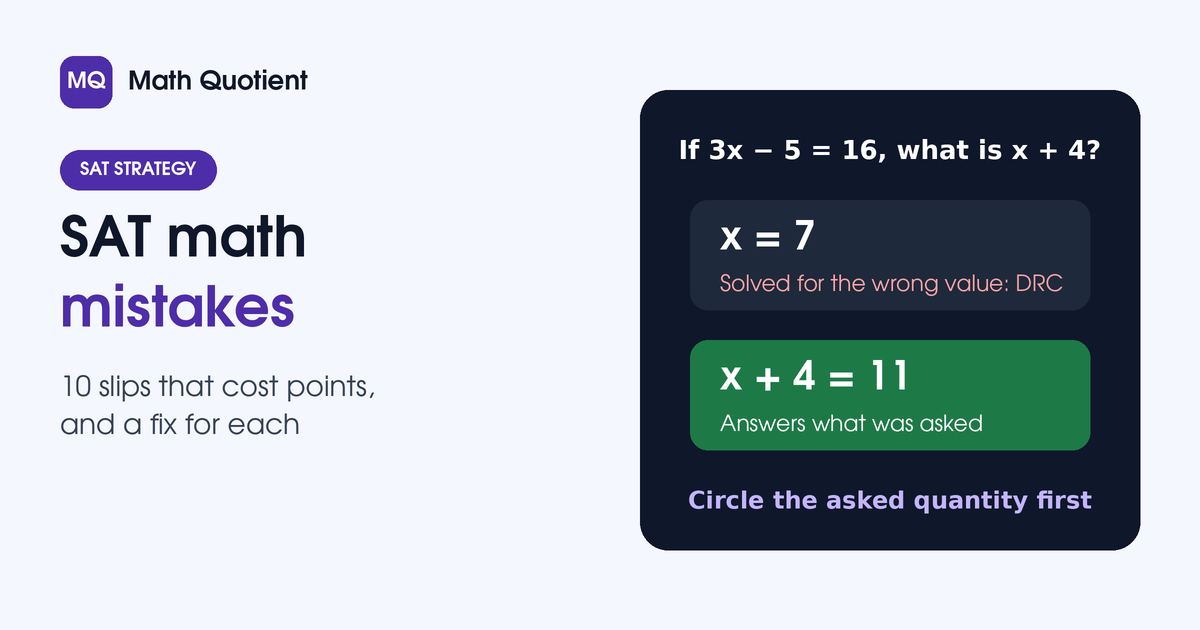 MQ Math Quotient
SAT STRATEGY
SAT math
mistakes
10 slips that cost points,
and a fix for each
If 3x − 5 = 16, what is x + 4?
x = 7
Solved for the wrong value: DRC
x + 4 = 11
Answers what was asked
Circle the asked quantity first